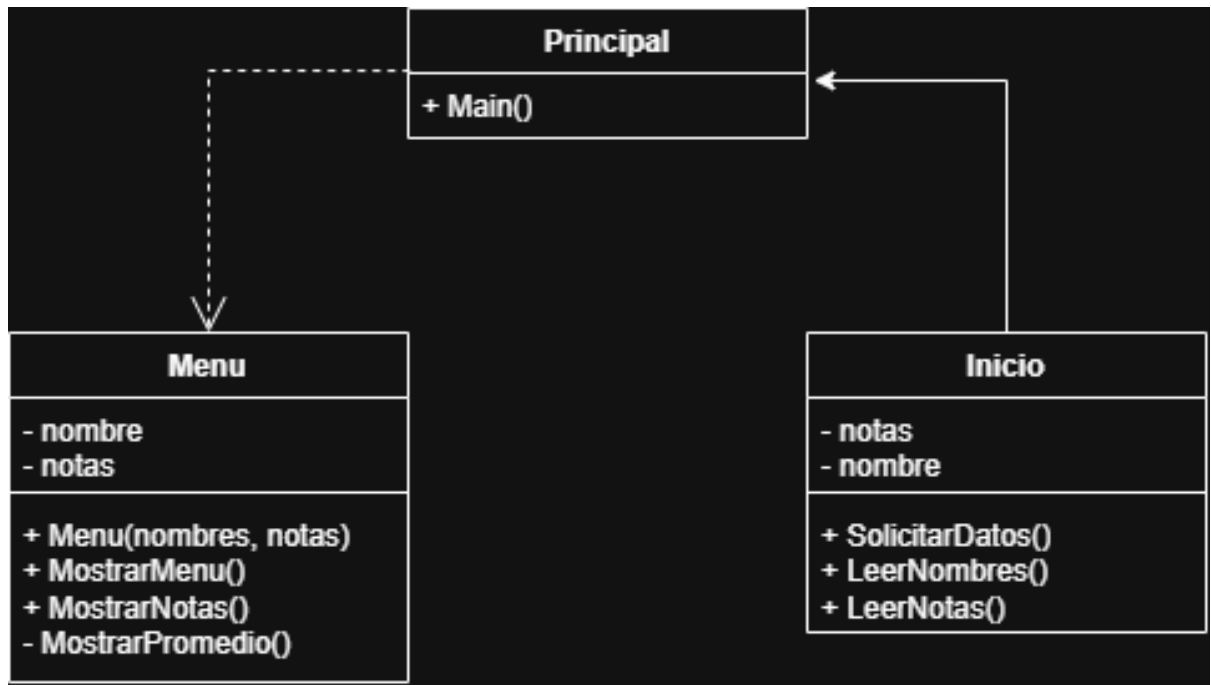 Principal
+ Main()
Menu
- nombre
- notas
+ Menu(nombres, notas)
+ MostrarMenu()
+ MostrarNotas()
- MostrarPromedio()
Inicio
- notas
- nombre
+ SolicitarDatos()
+ LeerNombres()
+ LeerNotas()